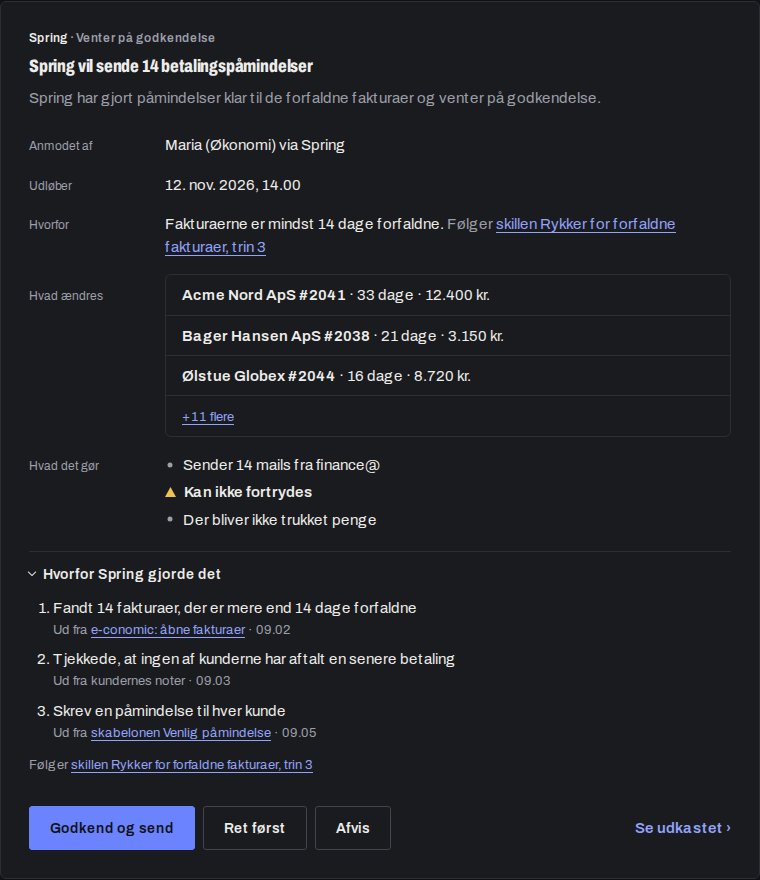 Spring · Venter på godkendelse
Spring vil sende 14 betalingspåmindelser
Spring har gjort påmindelser klar til de forfaldne fakturaer og venter på godkendelse.
Anmodet af
Maria (Økonomi) via Spring
Udløber
12. nov. 2026, 14.00
Hvorfor
Fakturaerne er mindst 14 dage forfaldne. Følger skillen Rykker for forfaldne
fakturaer, trin 3
Hvad ændres
Acme Nord ApS #2041 · 33 dage · 12.400 kr.
Bager Hansen ApS #2038 · 21 dage · 3.150 kr.
Ølstue Globex #2044 · 16 dage · 8.720 kr.
+11 flere
Hvad det gør
Sender 14 mails fra finance@
Kan ikke fortrydes
Der bliver ikke trukket penge
Hvorfor Spring gjorde det
1. Fandt 14 fakturaer, der er mere end 14 dage forfaldne
Ud fra e-conomic: åbne fakturaer · 09.02
2. Tjekkede, at ingen af kunderne har aftalt en senere betaling
Ud fra kundernes noter · 09.03
3. Skrev en påmindelse til hver kunde
Ud fra skabelonen Venlig påmindelse · 09.05
Følger skillen Rykker for forfaldne fakturaer, trin 3
Godkend og send
Ret først
Afvis
Se udkastet ›